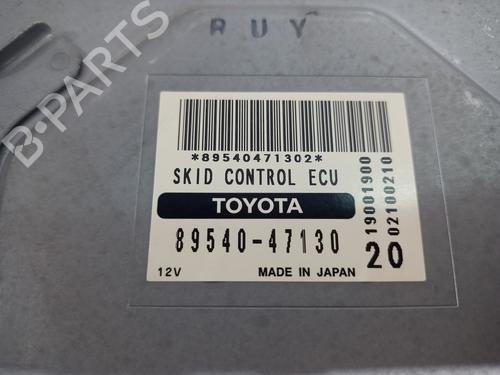 RUY
B-PARTS
*89540471302*
SKID CONTROL ECU
TOYOTA
89540-47130
12V
MADE IN JAPAN
20
19001900
02100210